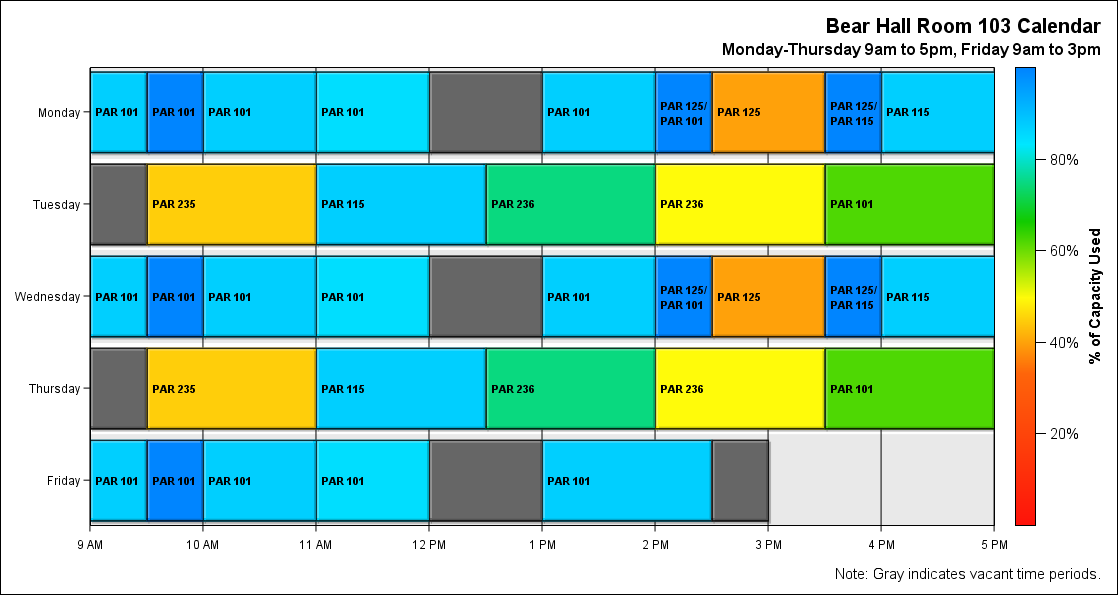 Bear Hall Room 103 Calendar
Monday-Thursday 9am to 5pm, Friday 9am to 3pm
Monday
PAR 101
PAR 101
PAR 101
PAR 101
PAR 101
PAR 125/
PAR 101
PAR 125
PAR 125/
PAR 115
PAR 115
Tuesday
PAR 235
PAR 115
PAR 236
PAR 236
PAR 101
Wednesday
PAR 101
PAR 101
PAR 101
PAR 101
PAR 101
PAR 125/
PAR 101
PAR 125
PAR 125/
PAR 115
PAR 115
Thursday
PAR 235
PAR 115
PAR 236
PAR 236
PAR 101
Friday
PAR 101
PAR 101
PAR 101
PAR 101
PAR 101
9 AM
10 AM
11 AM
12 PM
1 PM
2 PM
3 PM
4 PM
5 PM
80%
60%
40%
20%
% of Capacity Used
Note: Gray indicates vacant time periods.